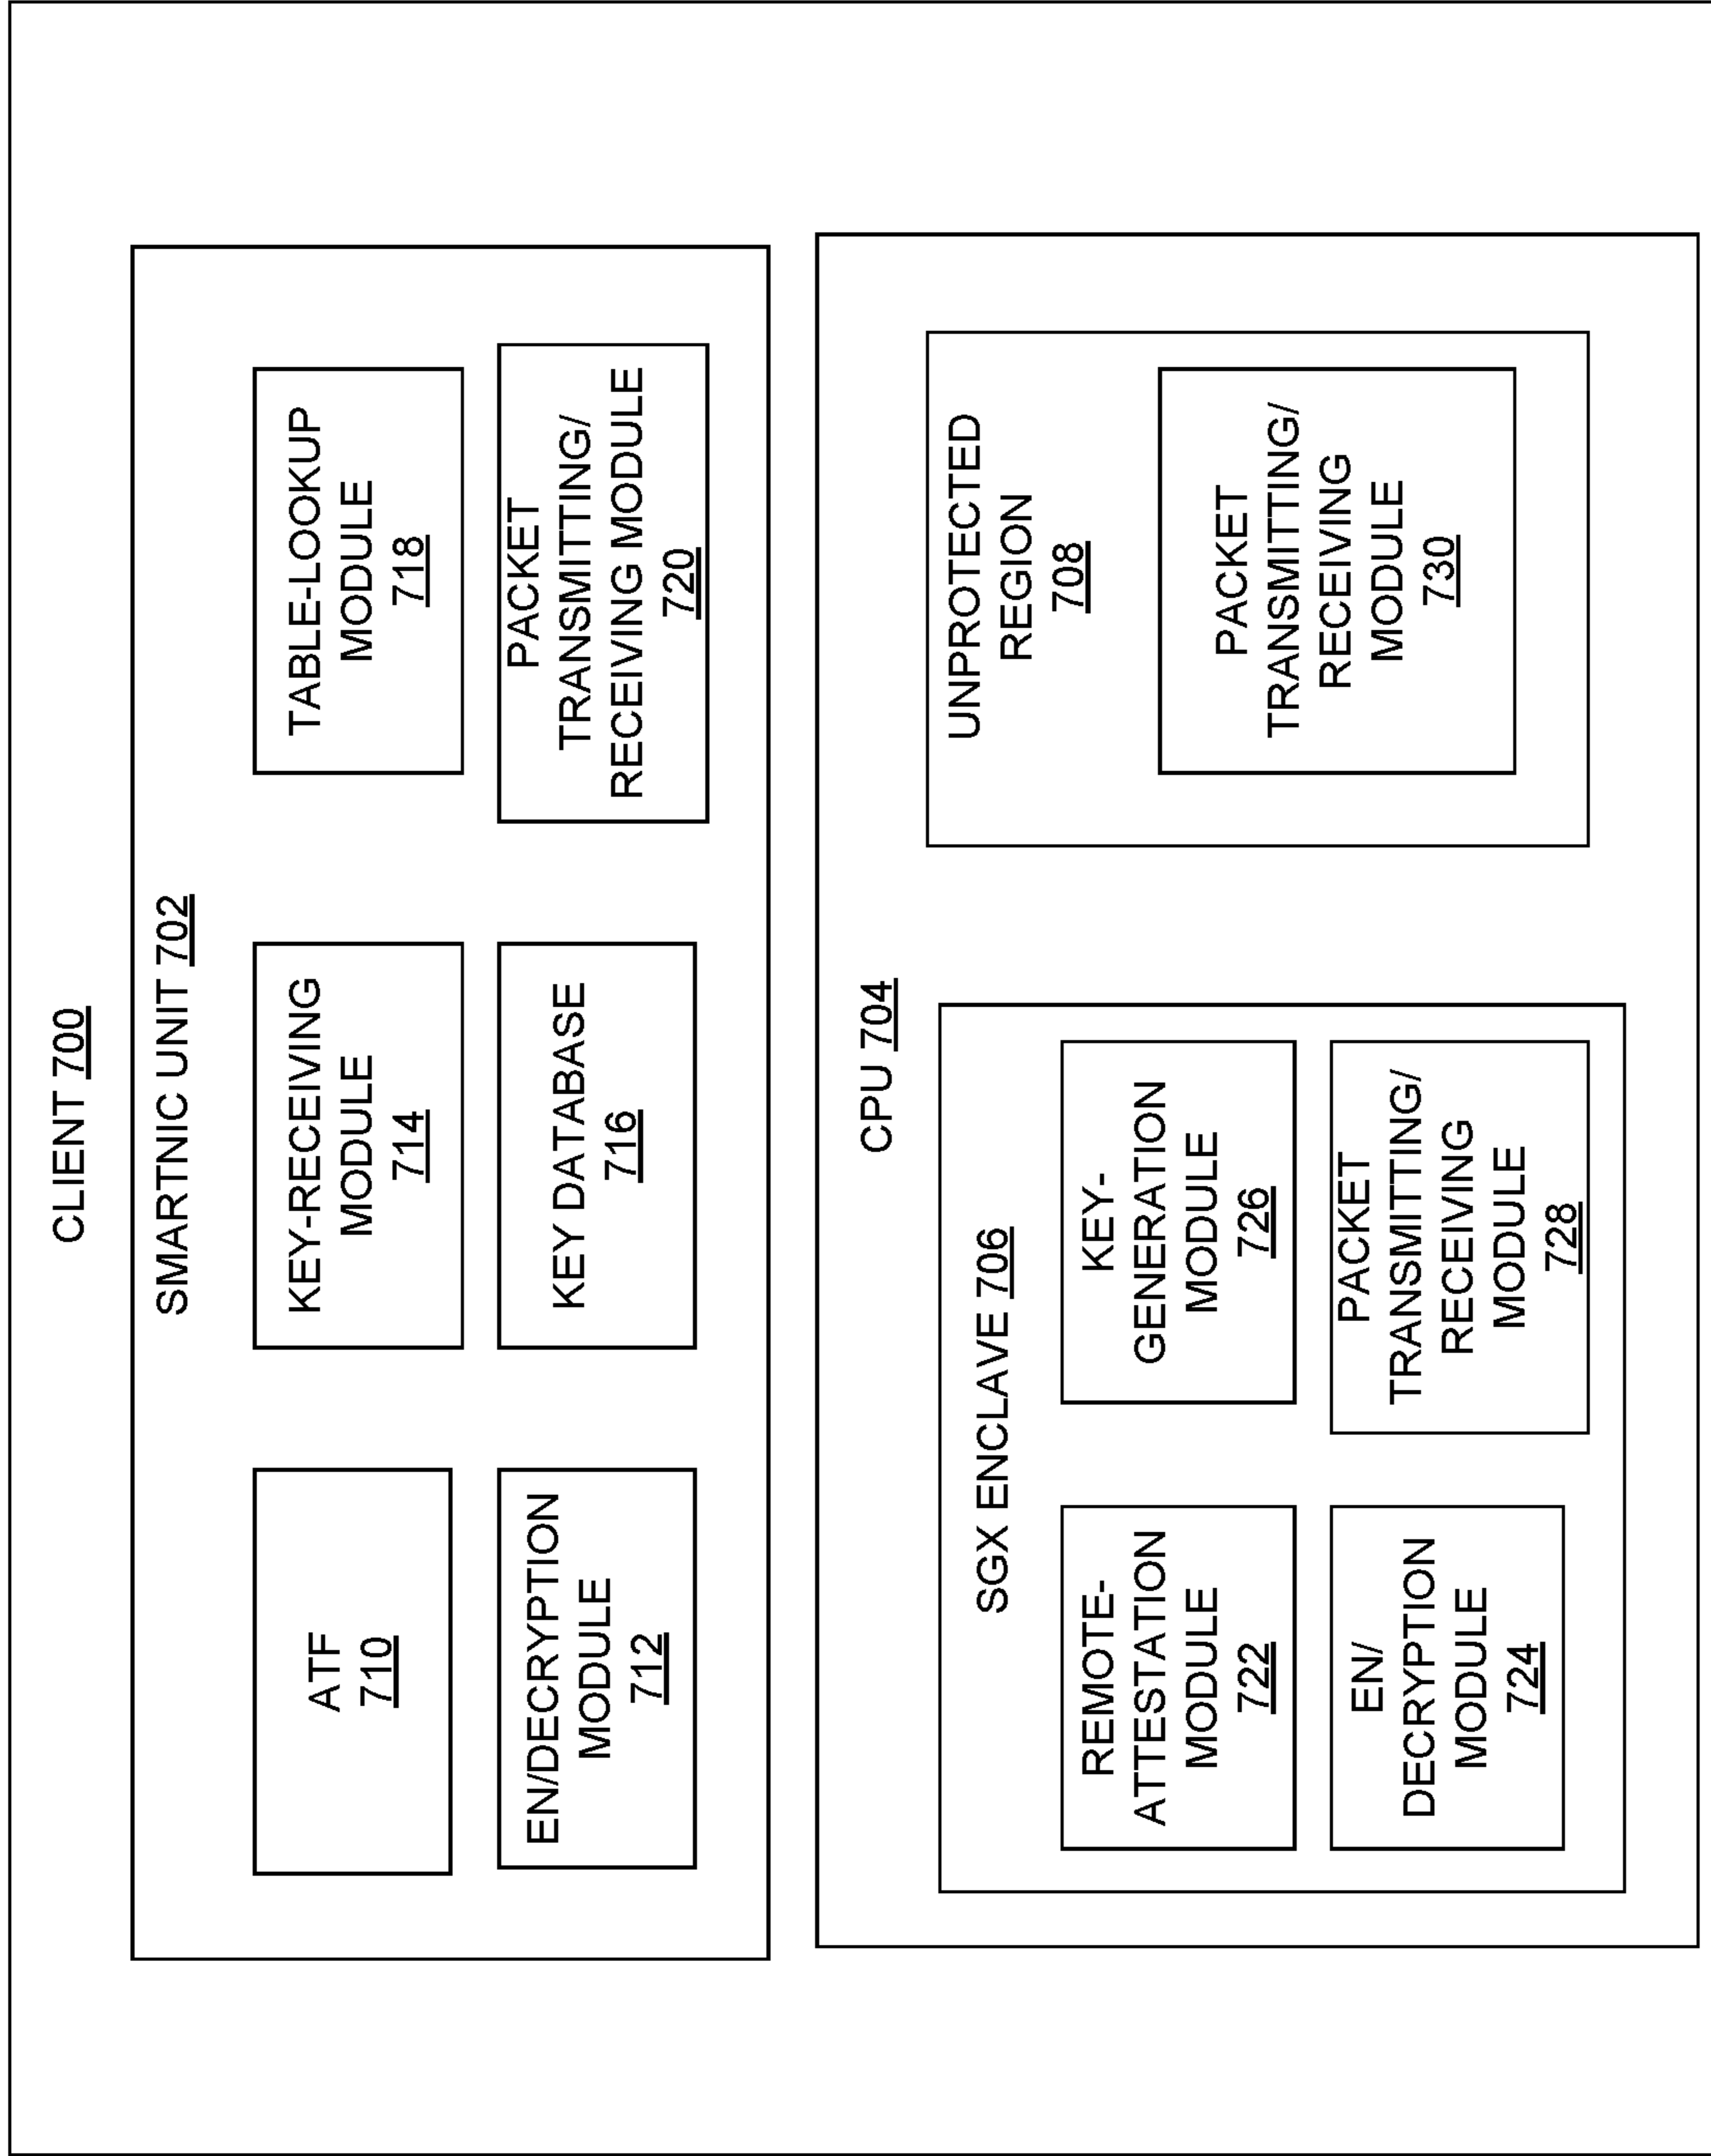 CLIENT 700
SMARTNIC UNIT 702
ATF
710
KEY-RECEIVING
MODULE
714
TABLE-LOOKUP
MODULE
718
EN/DECRYPTION
MODULE
712
KEY DATABASE
716
PACKET
TRANSMITTING/
RECEIVING MODULE
720
CPU 704
SGX ENCLAVE 706
REMOTE-
ATTESTATION
MODULE
722
KEY-
GENERATION
MODULE
726
EN/
DECRYPTION
MODULE
724
PACKET
TRANSMITTING/
RECEIVING
MODULE
728
UNPROTECTED
REGION
708
PACKET
TRANSMITTING/
RECEIVING
MODULE
730